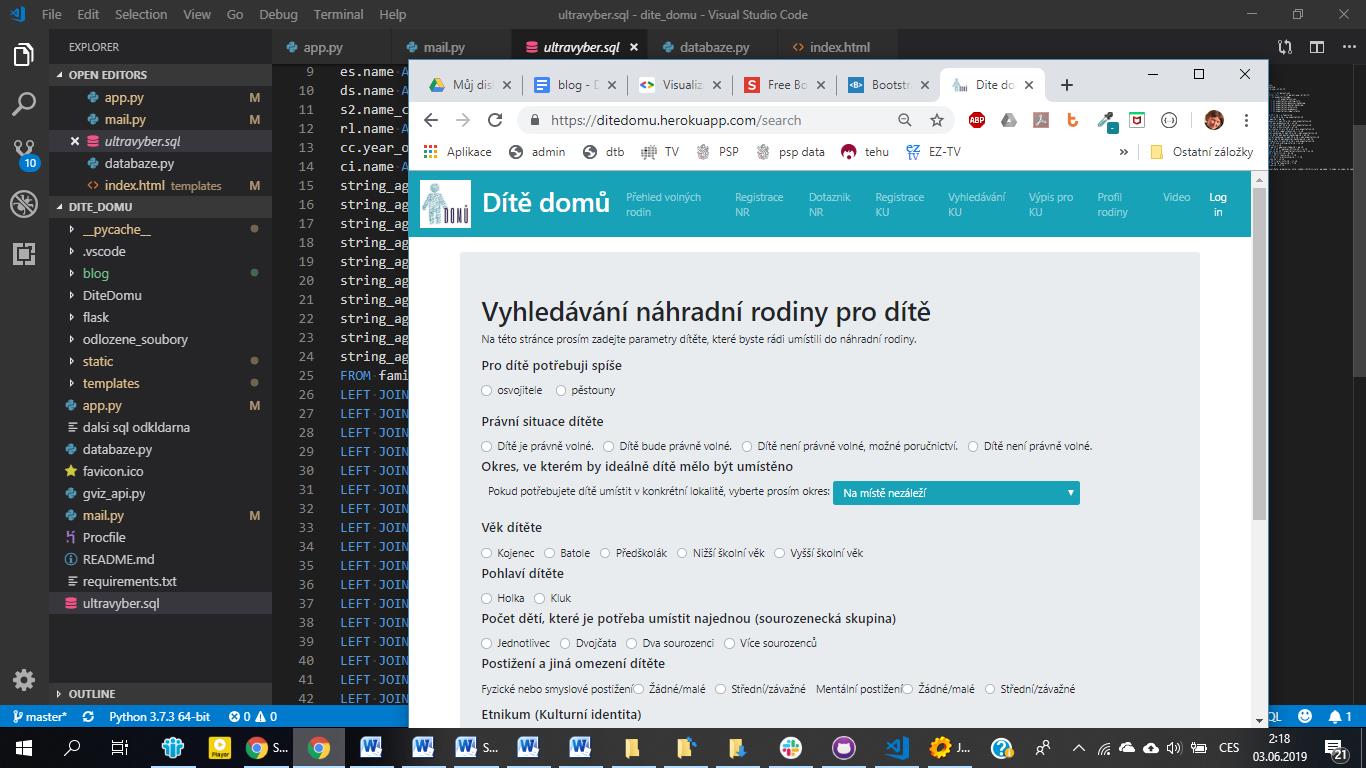 File Edit Selection View Go Debug Terminal Help
ultravyber.sql - dite_domu - Visual Studio Code
EXPLORER
OPEN EDITORS
app.py M
mail.py M
ultravyber.sql
databaze.py
index.html templates M
10
DITE_DOMU
__pycache__
.vscode
blog
DiteDomu
flask
odlozene_soubory
static
templates
app.py M
dalsi sql odkldarna
databaze.py
favicon.ico
gviz_api.py
mail.py M
Procfile
README.md
requirements.txt
ultravyber.sql
OUTLINE
app.py mail.py ultravyber.sql databaze.py index.html
9 es.name A
10 ds.name A
11 s2.name_c
12 rl.name A
13 cc.year_o
14 ci.name A
15 string_ag
16 string_ag
17 string_ag
18 string_ag
19 string_ag
20 string_ag
21 string_ag
22 string_ag
23 string_ag
24 string_ag
25 FROM fami
26 LEFT JOIN
27 LEFT JOIN
28 LEFT JOIN
29 LEFT JOIN
30 LEFT JOIN
31 LEFT JOIN
32 LEFT JOIN
33 LEFT JOIN
34 LEFT JOIN
35 LEFT JOIN
36 LEFT JOIN
37 LEFT JOIN
38 LEFT JOIN
39 LEFT JOIN
40 LEFT JOIN
41 LEFT JOIN
42 LEFT JOIN
Můj dis blog - D Visualiz Free Bo Bootstr Dite do
https://ditedomu.herokuapp.com/search
ABP
Aplikace admin dtb TV PSP psp data tehu EZ-TV » Ostatní záložky
DOMŮ
Dítě domů
Přehled volných rodin
Registrace NR
Dotaznik NR
Registrace KU
Vyhledávání KU
Výpis pro KU
Profil rodiny
Video
Log in
Vyhledávání náhradní rodiny pro dítě
Na této stránce prosím zadejte parametry dítěte, které byste rádi umístili do náhradní rodiny.
Pro dítě potřebuji spíše
osvojitele pěstouny
Právní situace dítěte
Dítě je právně volné. Dítě bude právně volné. Dítě není právně volné, možné poručnictví. Dítě není právně volné.
Okres, ve kterém by ideálně dítě mělo být umístěno
Pokud potřebujete dítě umístit v konkrétní lokalitě, vyberte prosím okres: Na místě nezáleží
Věk dítěte
Kojenec Batole Předškolák Nižší školní věk Vyšší školní věk
Pohlaví dítěte
Holka Kluk
Počet dětí, které je potřeba umístit najednou (sourozenecká skupina)
Jednotlivec Dvojčata Dva sourozenci Více sourozenců
Postižení a jiná omezení dítěte
Fyzické nebo smyslové postižení Žádné/malé Střední/závažné Mentální postižení Žádné/malé Střední/závažné
Etnikum (Kulturní identita)
master* Python 3.7.3 64-bit 0 0 QL 1
Player S... S... J... CES 2:18
03.06.2019 21